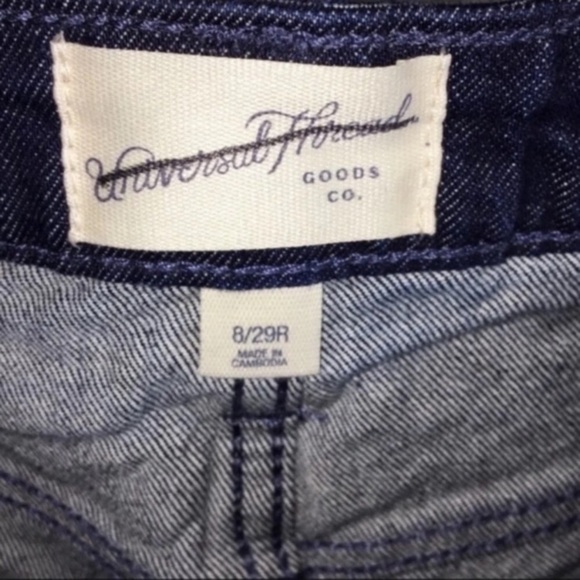 Universal Thread
GOODS
CO.
8/29R
MADE IN
CAMBODIA